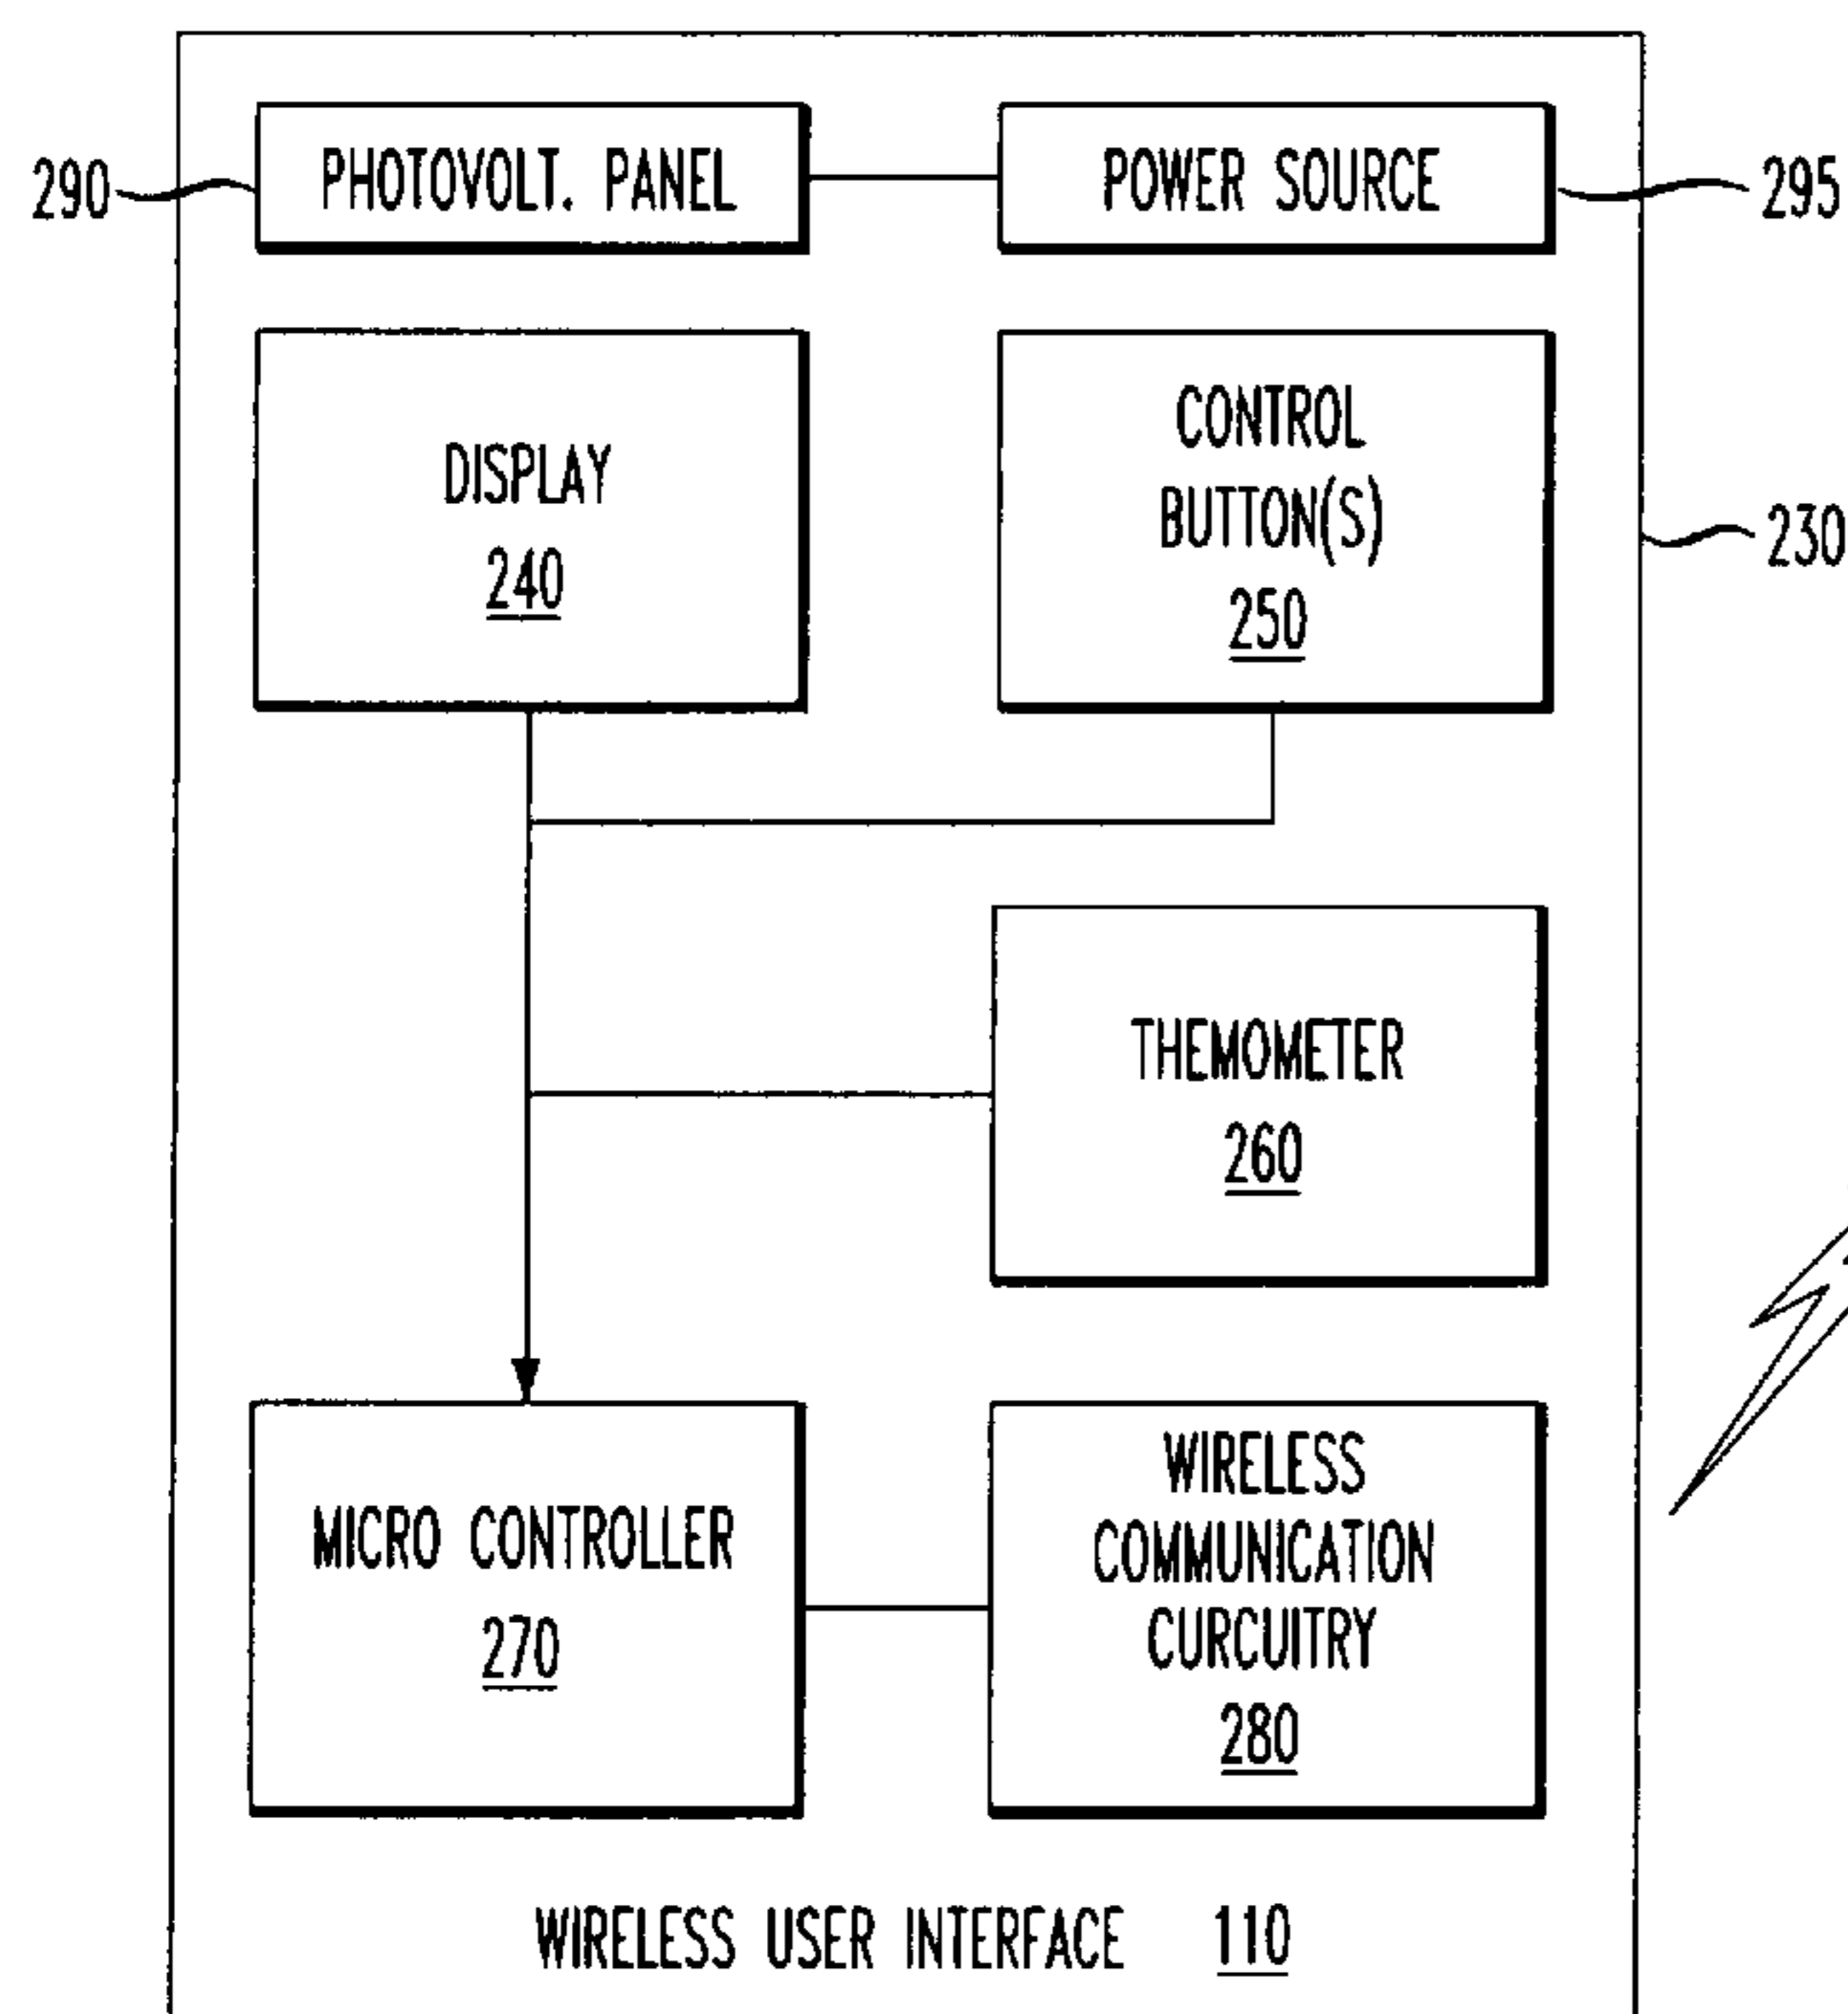 290 PHOTOVOLT. PANEL POWER SOURCE 295
DISPLAY
240
CONTROL
BUTTON(S)
250
230
THEMOMETER
260
MICRO CONTROLLER
270
WIRELESS
COMMUNICATION
CURCUITRY
280
WIRELESS USER INTERFACE 110